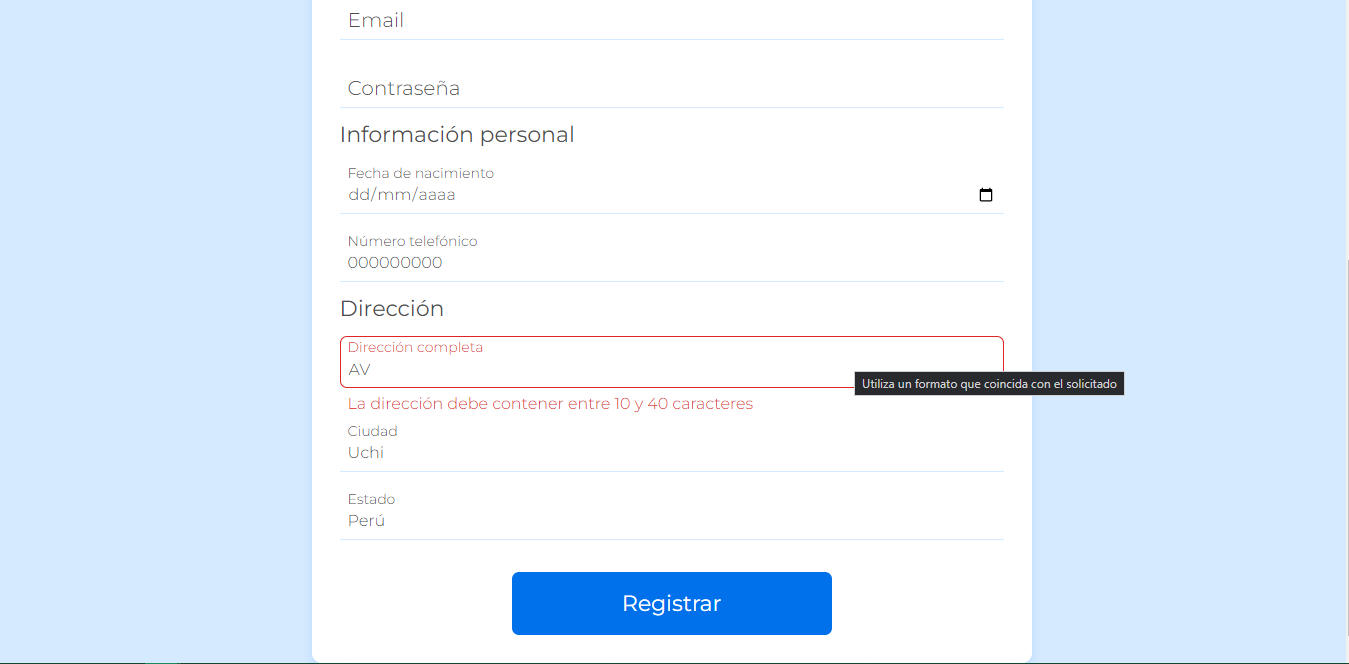 Email
Contraseña
Información personal
Fecha de nacimiento
dd/mm/aaaa
Número telefónico
000000000
Dirección
Dirección completa
AV
Utiliza un formato que coincida con el solicitado
La dirección debe contener entre 10 y 40 caracteres
Ciudad
Uchi
Estado
Perú
Registrar